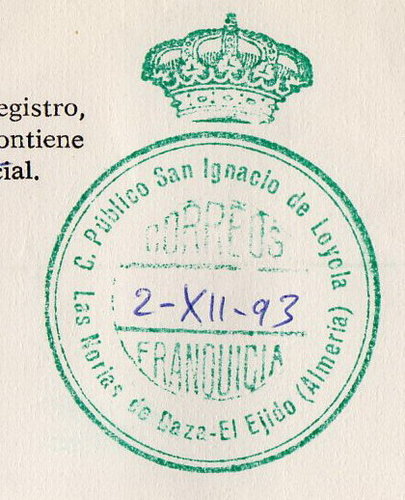 egistro,
ontiene
cial.
C. Público San Ignacio de Loyola
CORREOS
2-XII-93
FRANQUICIA
Las Norias de Daza-El Ejido (Almería)